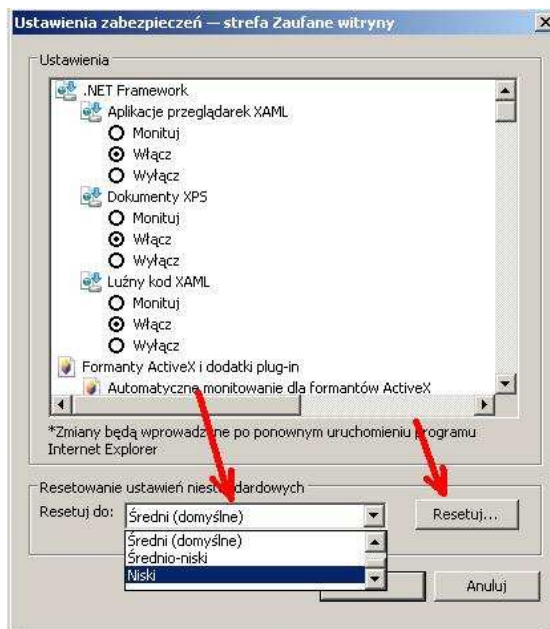 Ustawienia zabezpieczeń — strefa Zaufane witryny
Ustawienia
.NET Framework
Aplikacje przeglądarek XAML
Monituj
Włącz
Wyłącz
Dokumenty XPS
Monituj
Włącz
Wyłącz
Luźny kod XAML
Monituj
Włącz
Wyłącz
Formanty ActiveX i dodatki plug-in
Automatyczne monitowanie dla formantów ActiveX
*Zmiany będą wprowadzane po ponownym uruchomieniu programu
Internet Explorer
Resetowanie ustawień niestandardowych
Resetuj do:
Średni (domyślne)
Resetuj...
Średni (domyślne)
Średnio-niski
Niski
Anuluj